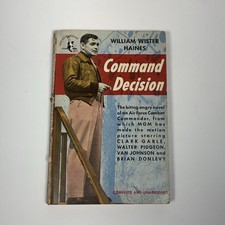 WILLIAM WISTER
HAINES
Command
Decision
The biting angry novel
of an Air Force Combat
Commander, from
which MGM has
made the motion
picture starring
CLARK GABLE,
WALTER PIDGEON,
VAN JOHNSON and
BRIAN DONLEVY
COMPLETE AND UNABRIDGED